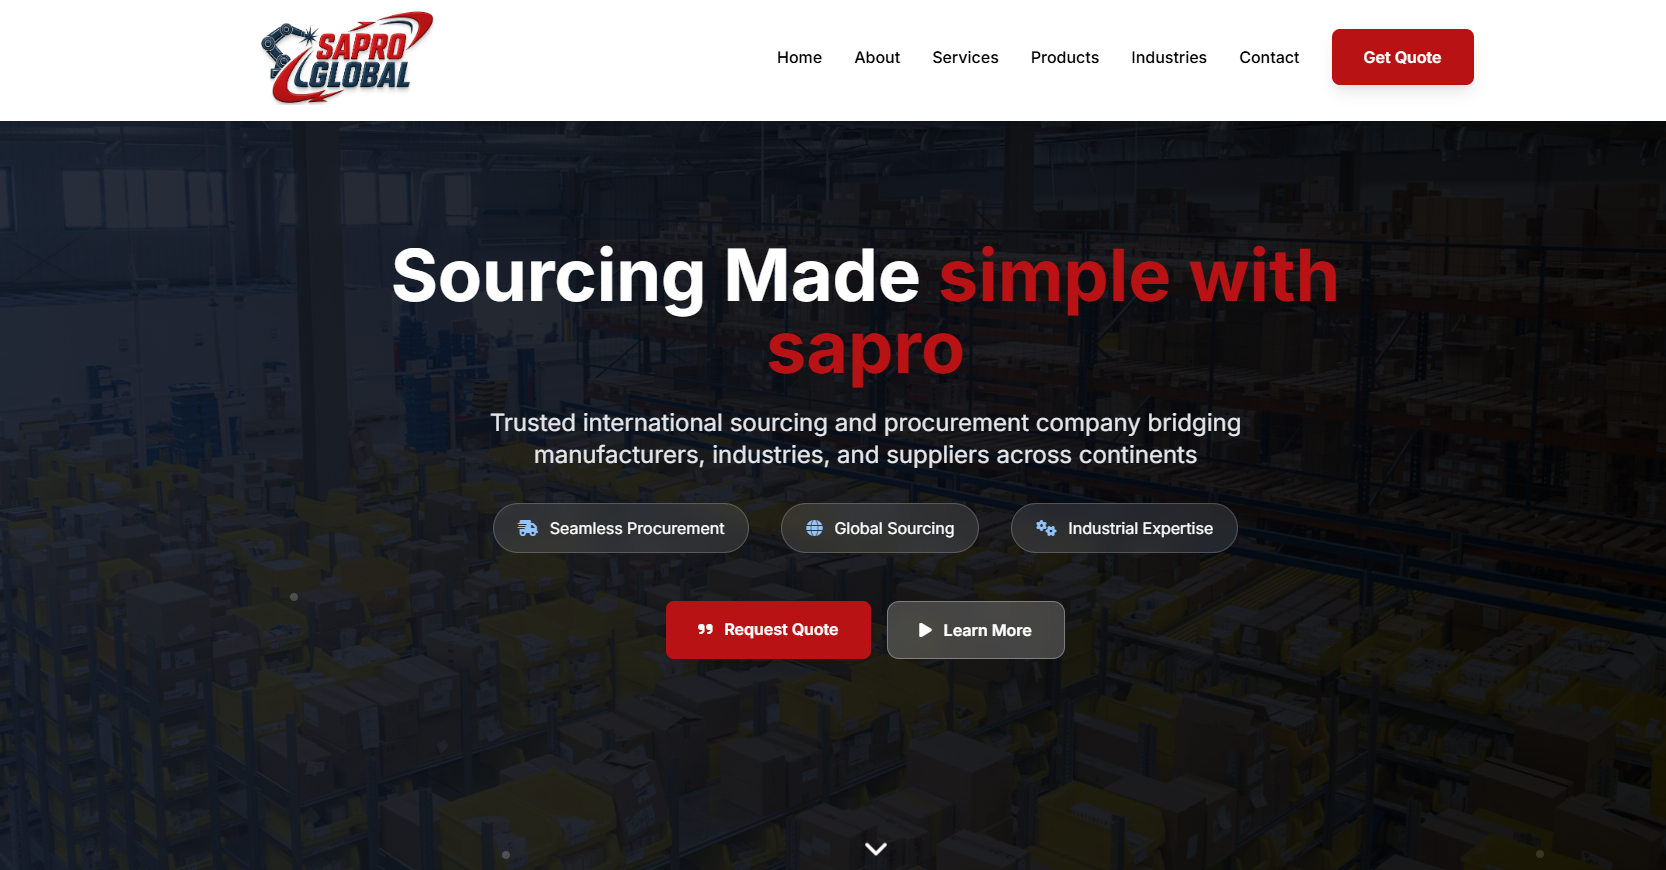 SAPRO
GLOBAL
Home About Services Products Industries Contact Get Quote
Sourcing Made simple with
sapro
Trusted international sourcing and procurement company bridging
manufacturers, industries, and suppliers across continents
Seamless Procurement Global Sourcing Industrial Expertise
Request Quote Learn More